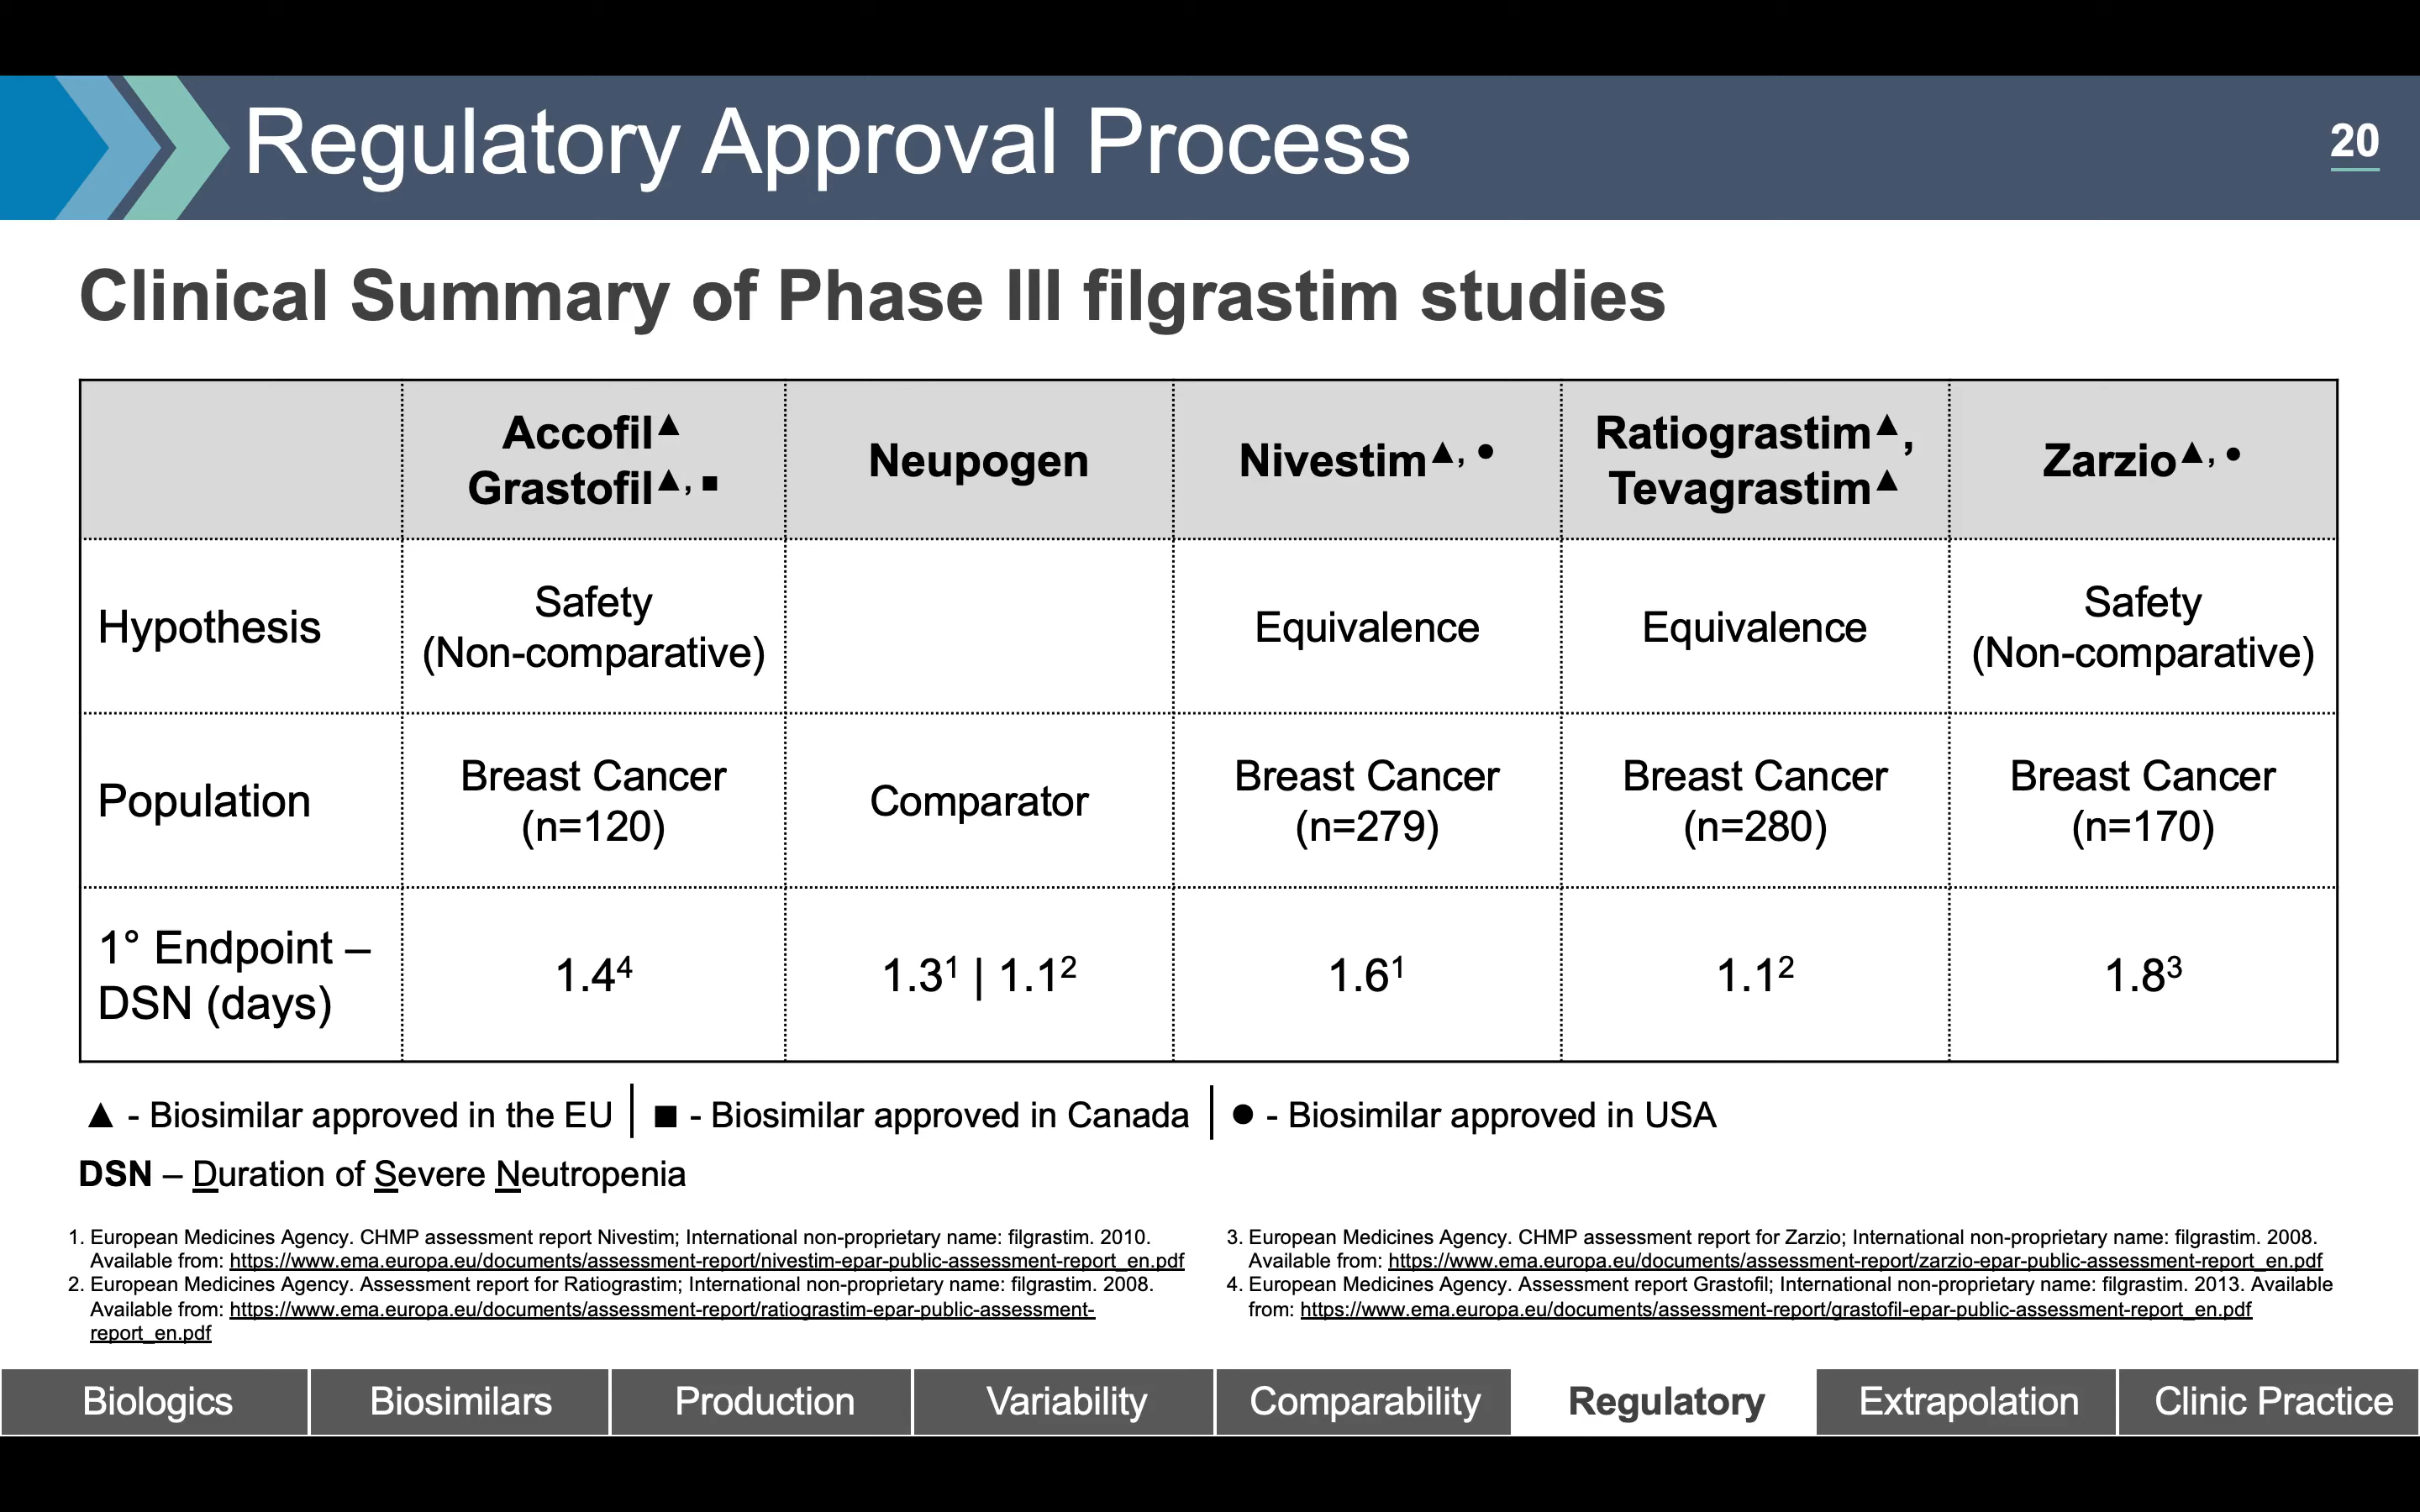 Regulatory Approval Process
20
Clinical Summary of Phase III filgrastim studies
Accofil▲
Grastofil▲, ■
Neupogen
Nivestim▲, ●
Ratiograstim▲,
Tevagrastim▲
Zarzio▲, ●
Hypothesis
Safety
(Non-comparative)
Equivalence
Equivalence
Safety
(Non-comparative)
Population
Breast Cancer
(n=120)
Comparator
Breast Cancer
(n=279)
Breast Cancer
(n=280)
Breast Cancer
(n=170)
1° Endpoint –
DSN (days)
1.4⁴
1.3¹ | 1.1²
1.6¹
1.1²
1.8³
▲ - Biosimilar approved in the EU | ■ - Biosimilar approved in Canada | ● - Biosimilar approved in USA
DSN – Duration of Severe Neutropenia
1. European Medicines Agency. CHMP assessment report Nivestim; International non-proprietary name: filgrastim. 2010.
Available from: https://www.ema.europa.eu/documents/assessment-report/nivestim-epar-public-assessment-report_en.pdf
2. European Medicines Agency. Assessment report for Ratiograstim; International non-proprietary name: filgrastim. 2008.
Available from: https://www.ema.europa.eu/documents/assessment-report/ratiograstim-epar-public-assessment-
report_en.pdf
3. European Medicines Agency. CHMP assessment report for Zarzio; International non-proprietary name: filgrastim. 2008.
Available from: https://www.ema.europa.eu/documents/assessment-report/zarzio-epar-public-assessment-report_en.pdf
4. European Medicines Agency. Assessment report Grastofil; International non-proprietary name: filgrastim. 2013. Available
from: https://www.ema.europa.eu/documents/assessment-report/grastofil-epar-public-assessment-report_en.pdf
Biologics
Biosimilars
Production
Variability
Comparability
Regulatory
Extrapolation
Clinic Practice